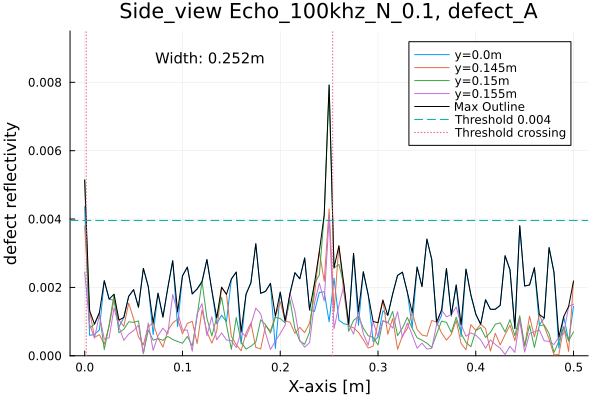 Side_view Echo_100khz_N_0.1, defect_A
Width: 0.252m
y=0.0m
y=0.145m
y=0.15m
y=0.155m
Max Outline
Threshold 0.004
Threshold crossing
defect reflectivity
0.008
0.006
0.004
0.002
0.000
0.0 0.1 0.2 0.3 0.4 0.5
X-axis [m]